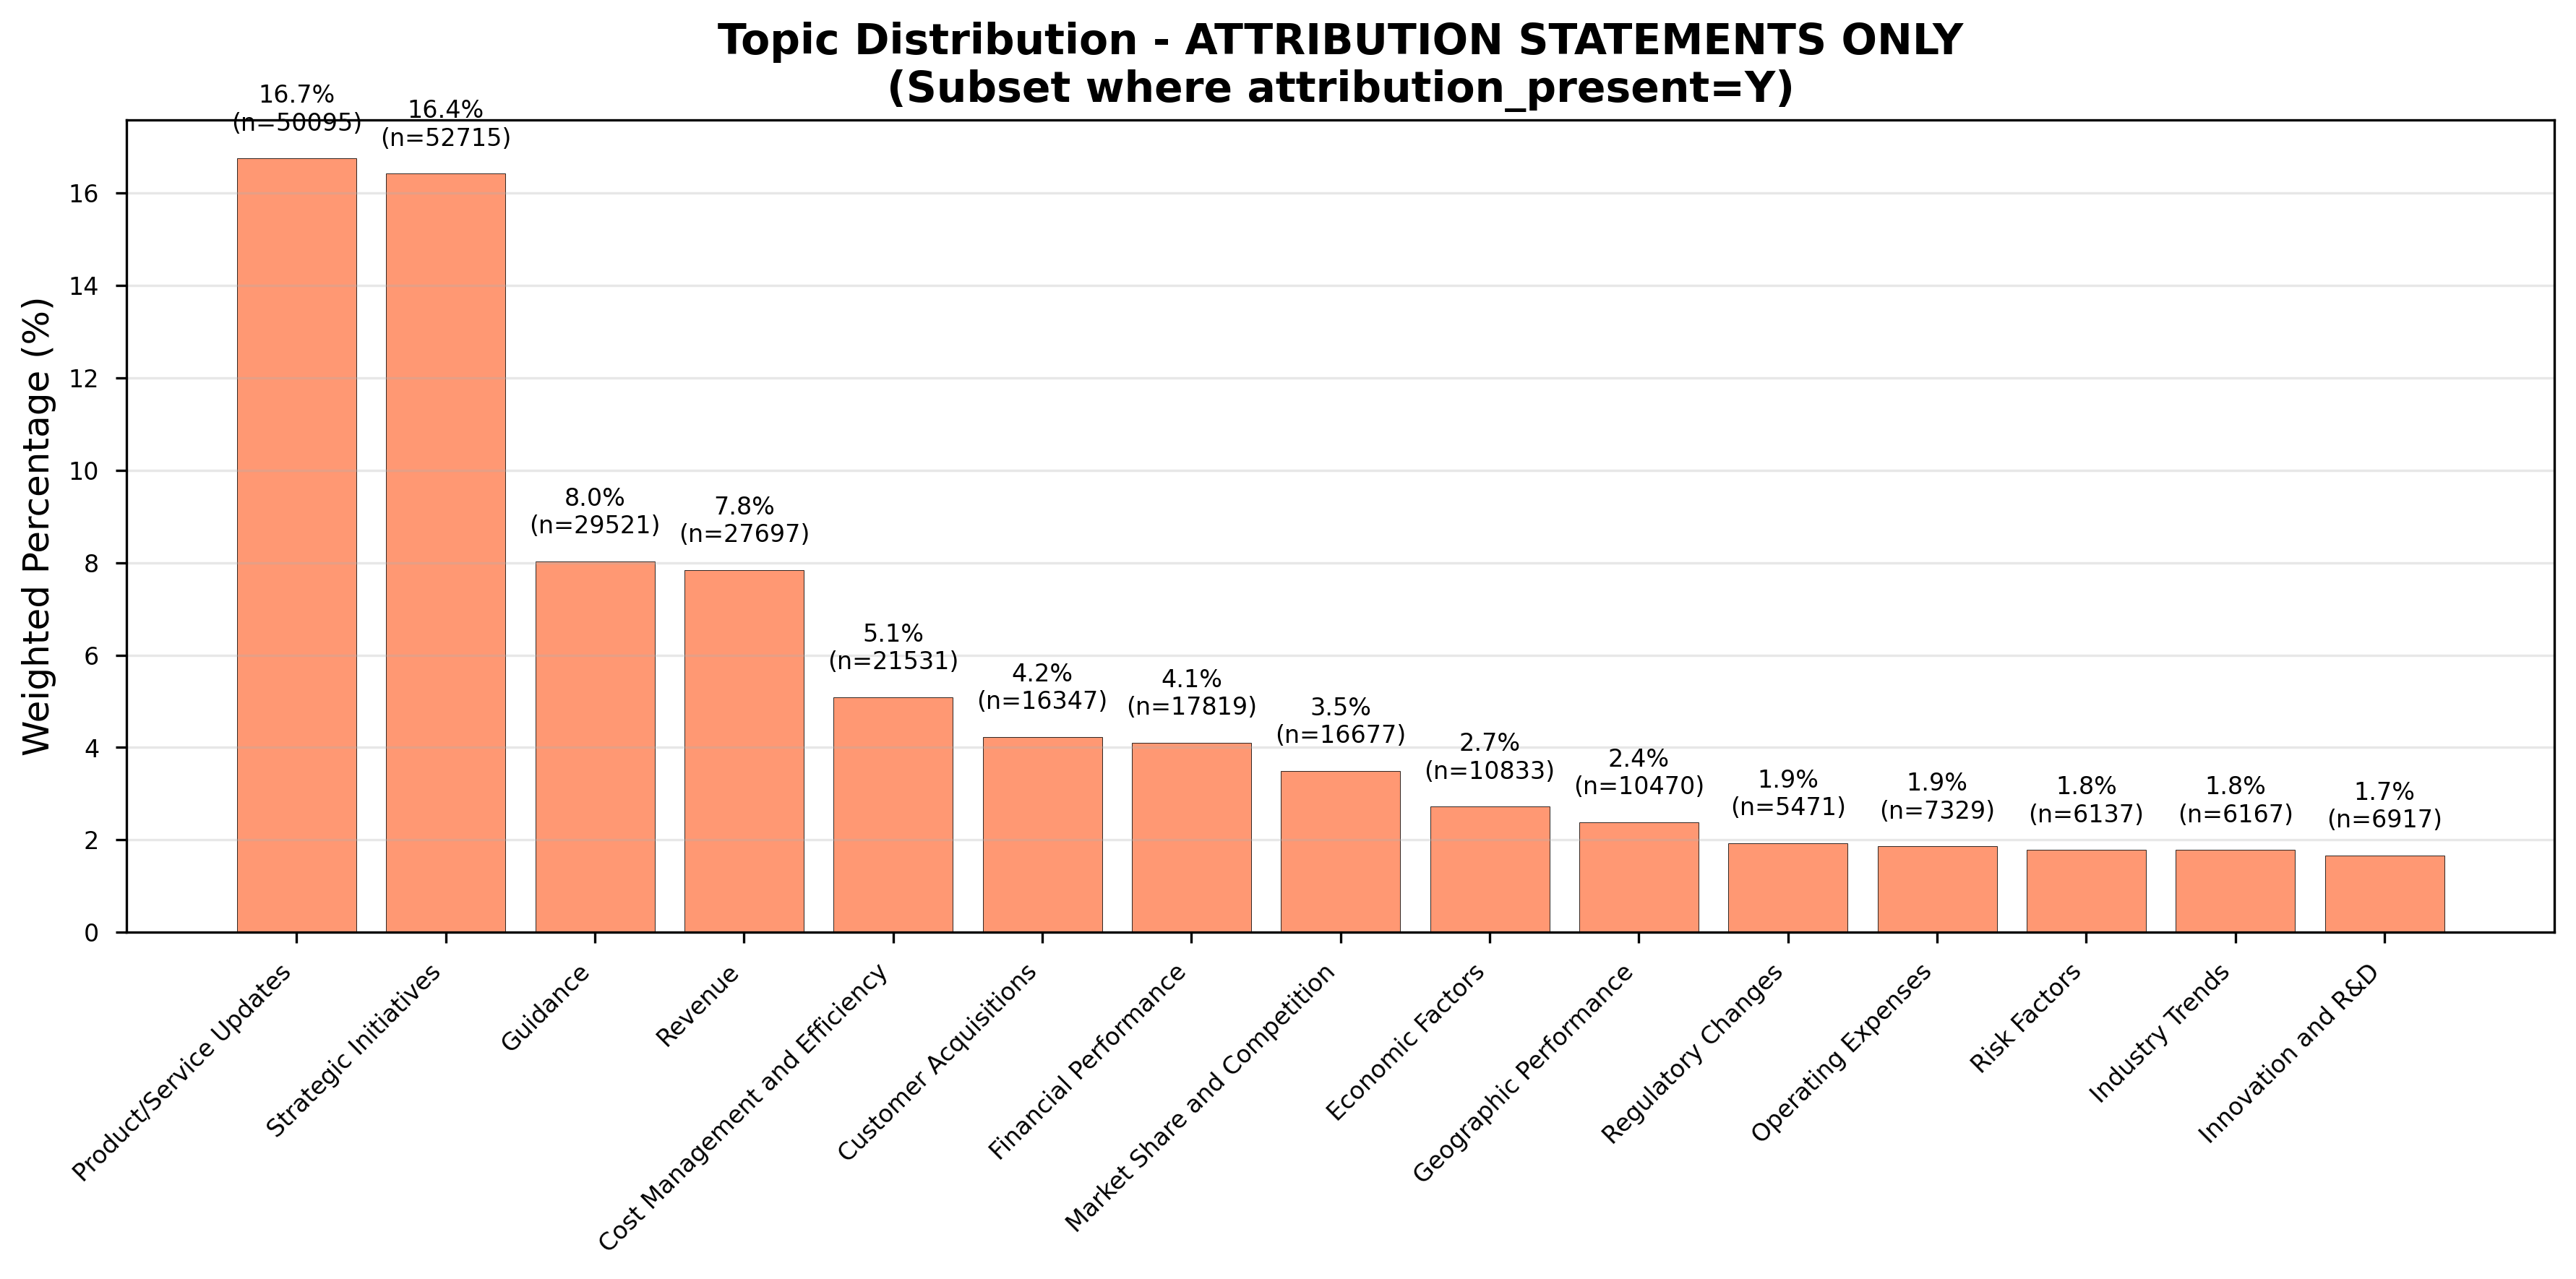 Topic Distribution - ATTRIBUTION STATEMENTS ONLY
(Subset where attribution_present=Y)
Weighted Percentage (%)
16
14
12
10
8
6
4
2
0
16.7%
(n=50095)
16.4%
(n=52715)
8.0%
(n=29521)
7.8%
(n=27697)
5.1%
(n=21531)
4.2%
(n=16347)
4.1%
(n=17819)
3.5%
(n=16677)
2.7%
(n=10833)
2.4%
(n=10470)
1.9%
(n=5471)
1.9%
(n=7329)
1.8%
(n=6137)
1.8%
(n=6167)
1.7%
(n=6917)
Product/Service Updates
Strategic Initiatives
Guidance
Revenue
Cost Management and Efficiency
Customer Acquisitions
Financial Performance
Market Share and Competition
Economic Factors
Geographic Performance
Regulatory Changes
Operating Expenses
Risk Factors
Industry Trends
Innovation and R&D